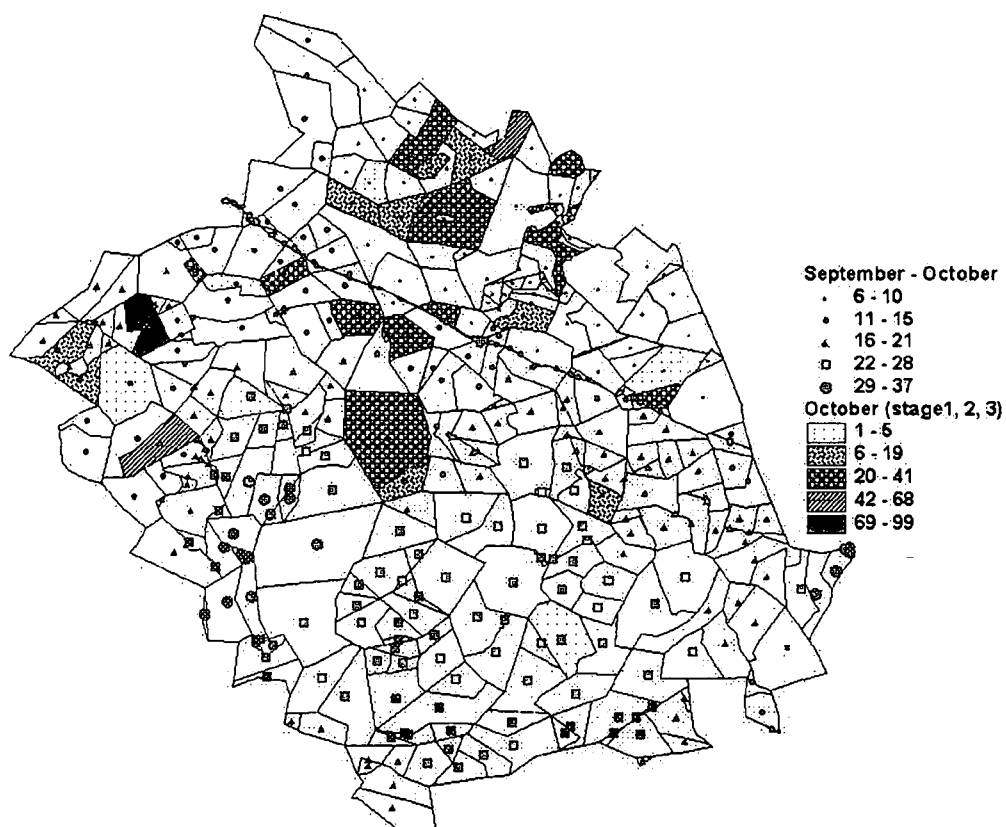 September - October
6 - 10
11 - 15
16 - 21
22 - 28
29 - 37
October (stage1, 2, 3)
1 - 5
6 - 19
20 - 41
42 - 68
69 - 99